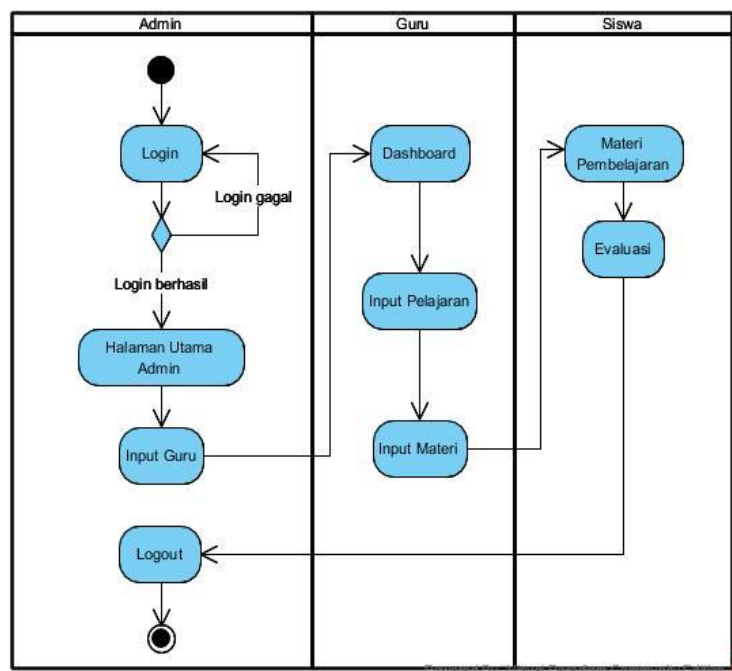 Admin
Guru
Siswa
Login
Login gagal
Login berhasil
Halaman Utama
Admin
Input Guru
Logout
Dashboard
Input Pelajaran
Input Materi
Materi
Pembelajaran
Evaluasi